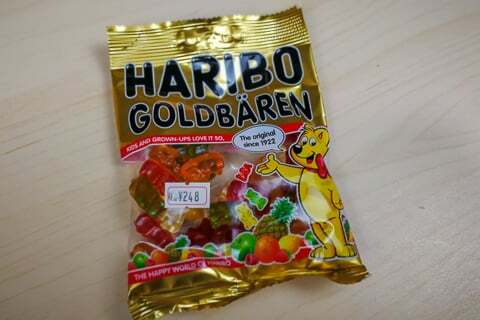 HARIBO
GOLDBÄREN
KIDS AND GROWN-UPS LOVE IT SO,
The original
since 1922
¥248
THE HAPPY WORLD OF HARIBO